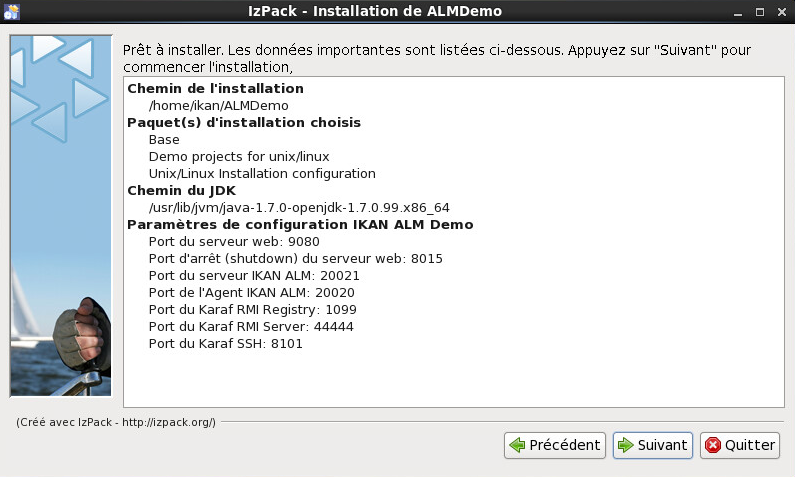 IzPack - Installation de ALMDemo
Prêt à installer. Les données importantes sont listées ci-dessous. Appuyez sur "Suivant" pour
commencer l'installation,
Chemin de l'installation
/home/ikan/ALMDemo
Paquet(s) d'installation choisis
Base
Demo projects for unix/linux
Unix/Linux Installation configuration
Chemin du JDK
/usr/lib/jvm/java-1.7.0-openjdk-1.7.0.99.x86_64
Paramètres de configuration IKAN ALM Demo
Port du serveur web: 9080
Port d'arrêt (shutdown) du serveur web: 8015
Port du serveur IKAN ALM: 20021
Port de l'Agent IKAN ALM: 20020
Port du Karaf RMI Registry: 1099
Port du Karaf RMI Server: 44444
Port du Karaf SSH: 8101
(Créé avec IzPack - http://izpack.org/)
Précédent Suivant Quitter